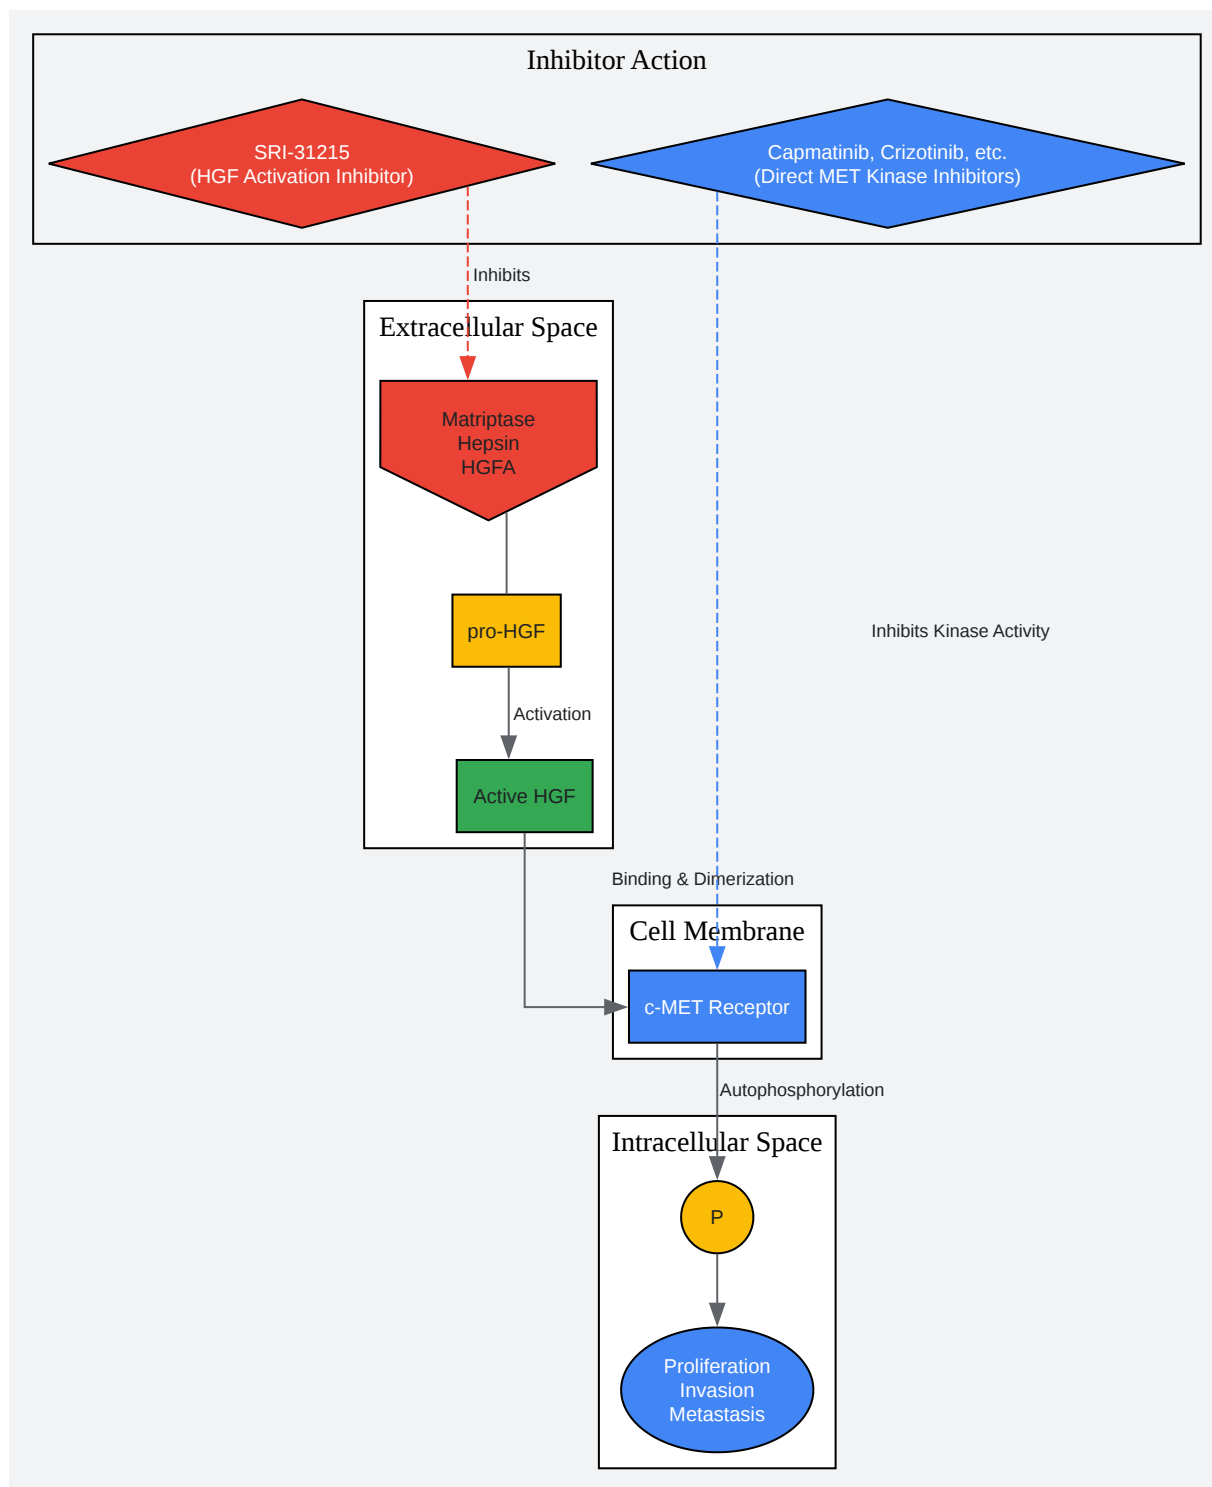 Inhibitor Action
SRI-31215
(HGF Activation Inhibitor)
Capmatinib, Crizotinib, etc.
(Direct MET Kinase Inhibitors)
Inhibits
Extracellular Space
Matriptase
Hepsin
HGFA
pro-HGF
Inhibits Kinase Activity
Activation
Active HGF
Binding & Dimerization
Cell Membrane
c-MET Receptor
Autophosphorylation
Intracellular Space
P
Proliferation
Invasion
Metastasis